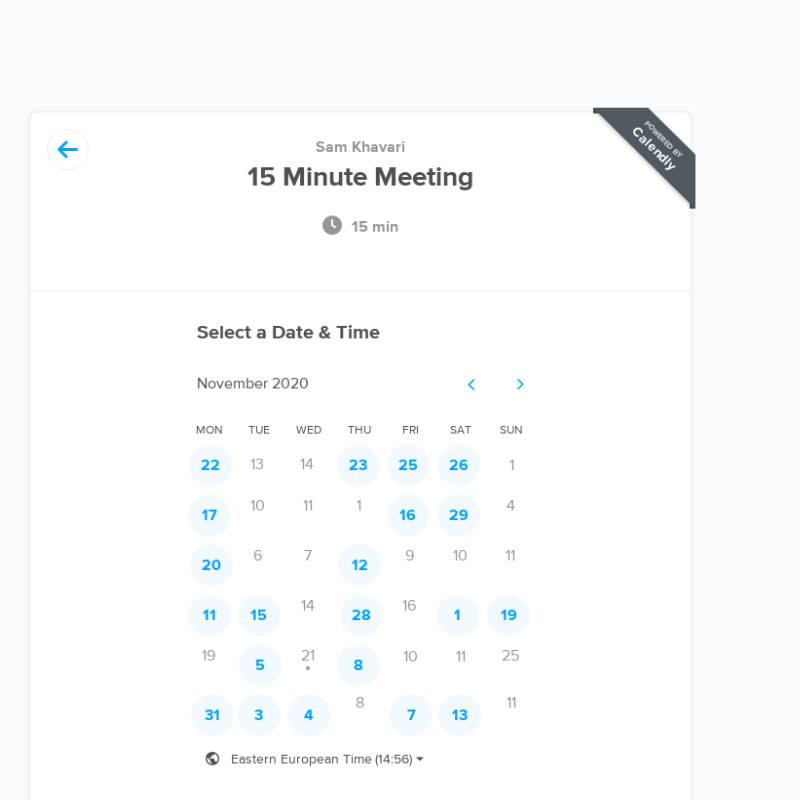 POWERED BY
Calendly
Sam Khavari
15 Minute Meeting
15 min
Select a Date & Time
November 2020
MON TUE WED THU FRI SAT SUN
22 13 14 23 25 26 1
17 10 11 1 16 29 4
20 6 7 12 9 10 11
11 15 14 28 16 1 19
19 5 21 8 10 11 25
31 3 4 8 7 13 11
Eastern European Time (14:56)